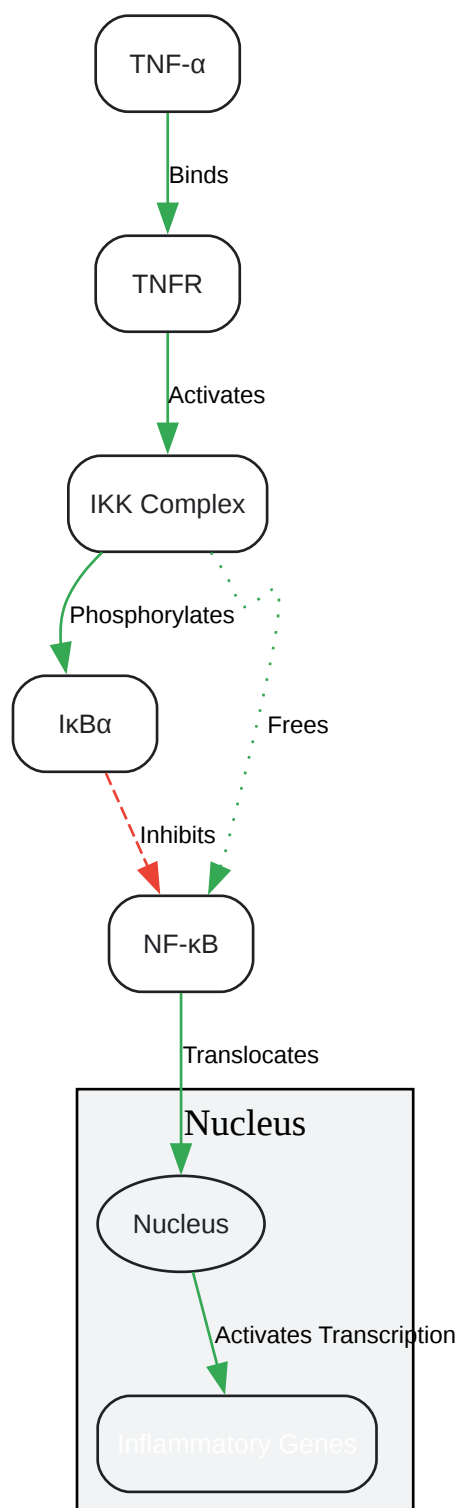 TNF-α
Binds
TNFR
Activates
IKK Complex
Phosphorylates
IκBα
Frees
Inhibits
NF-κB
Translocates
Nucleus
Nucleus
Activates Transcription
Inflammatory Genes